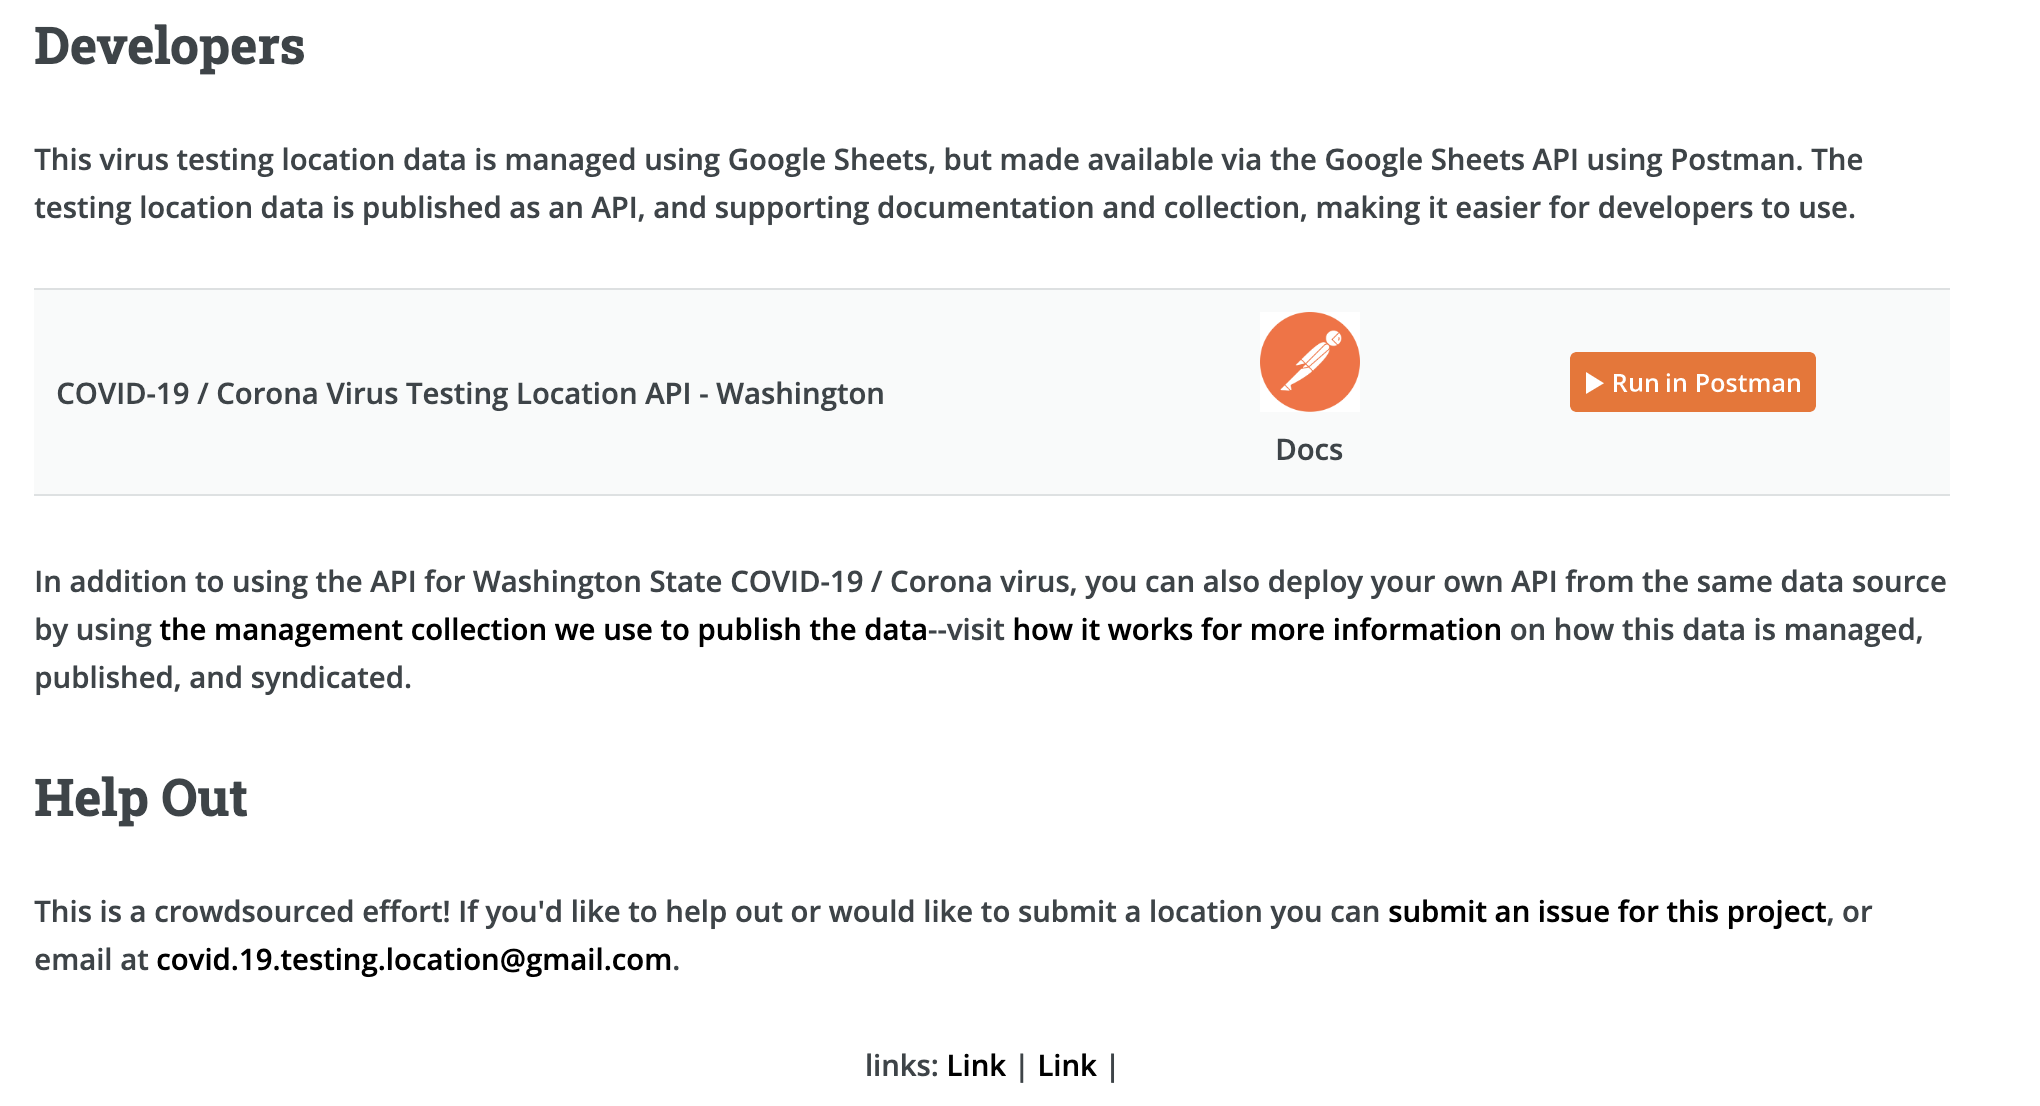 Developers
This virus testing location data is managed using Google Sheets, but made available via the Google Sheets API using Postman. The
testing location data is published as an API, and supporting documentation and collection, making it easier for developers to use.
COVID-19 / Corona Virus Testing Location API - Washington
Docs
Run in Postman
In addition to using the API for Washington State COVID-19 / Corona virus, you can also deploy your own API from the same data source
by using the management collection we use to publish the data--visit how it works for more information on how this data is managed,
published, and syndicated.
Help Out
This is a crowdsourced effort! If you'd like to help out or would like to submit a location you can submit an issue for this project, or
email at covid.19.testing.location@gmail.com.
links: Link | Link |